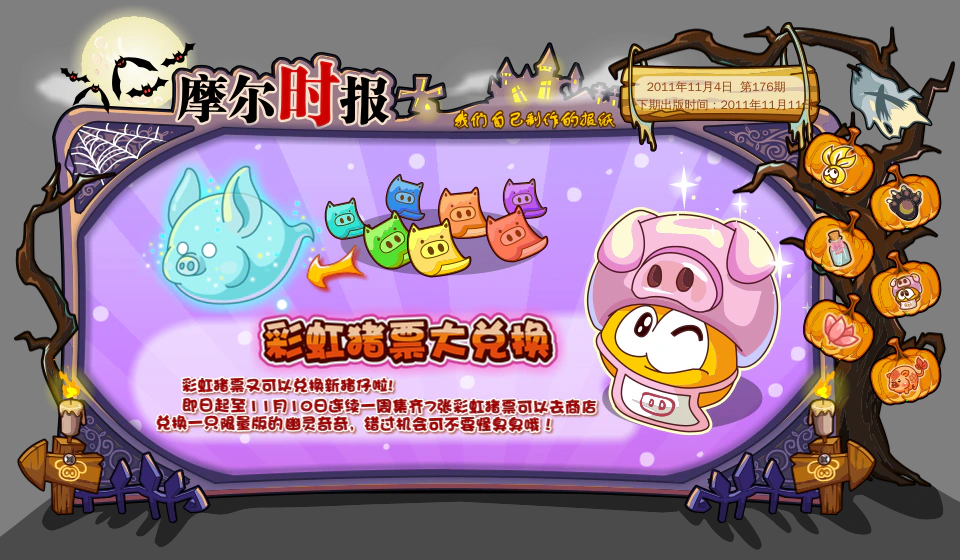 摩尔时报
我们自己制作的报纸
2011年11月4日 第176期
下期出版时间：2011年11月11
彩虹猪票大兑换
彩虹猪票又可以兑换新猪仔啦!
即日起至11月10日连续一周集齐7张彩虹猪票可以去商店
兑换一只限量版的幽灵奇奇，错过机会可不要怪臭臭哦！